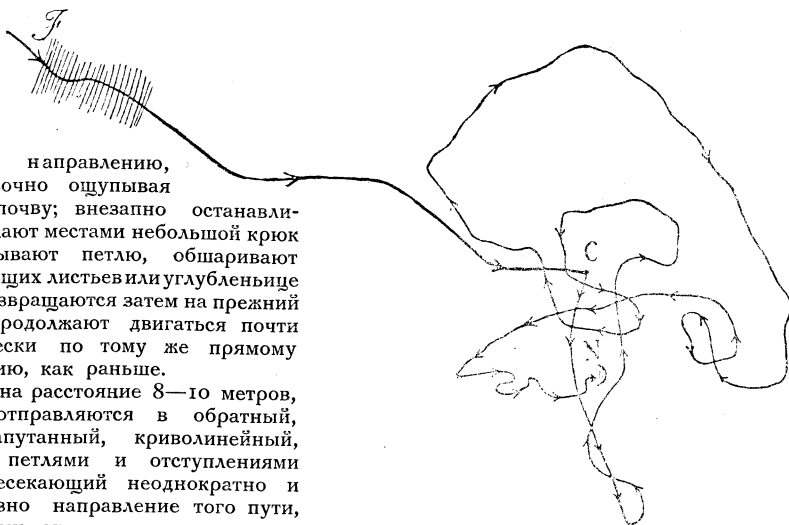 F
C
N
направлению,
очно ощупывая
почву; внезапно останавли-
ают местами небольшой крюк
ывают петлю, обшаривают
щих листьев или углубленьице
звращаются затем на прежний
родолжают двигаться почти
ески по тому же прямому
ию, как раньше.
на расстояние 8—10 метров,
отправляются в обратный,
апутанный, криволинейный,
петлями и отступлениями
есекающий неоднократно и
вно направление того пути,